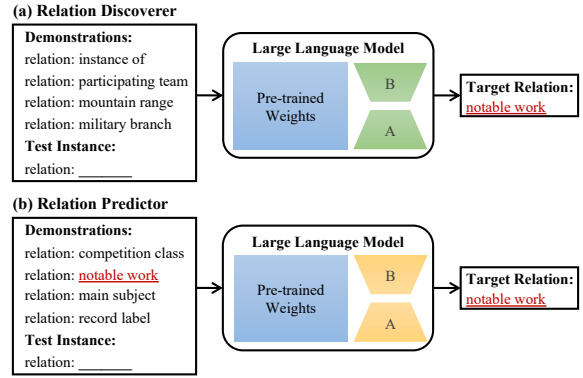 (a) Relation Discoverer
Demonstrations:
relation: instance of
relation: participating team
relation: mountain range
relation: military branch
Test Instance:
relation: _______
Large Language Model
Pre-trained
Weights
B
A
Target Relation:
notable work
(b) Relation Predictor
Demonstrations:
relation: competition class
relation: notable work
relation: main subject
relation: record label
Test Instance:
relation: _______
Large Language Model
Pre-trained
Weights
B
A
Target Relation:
notable work